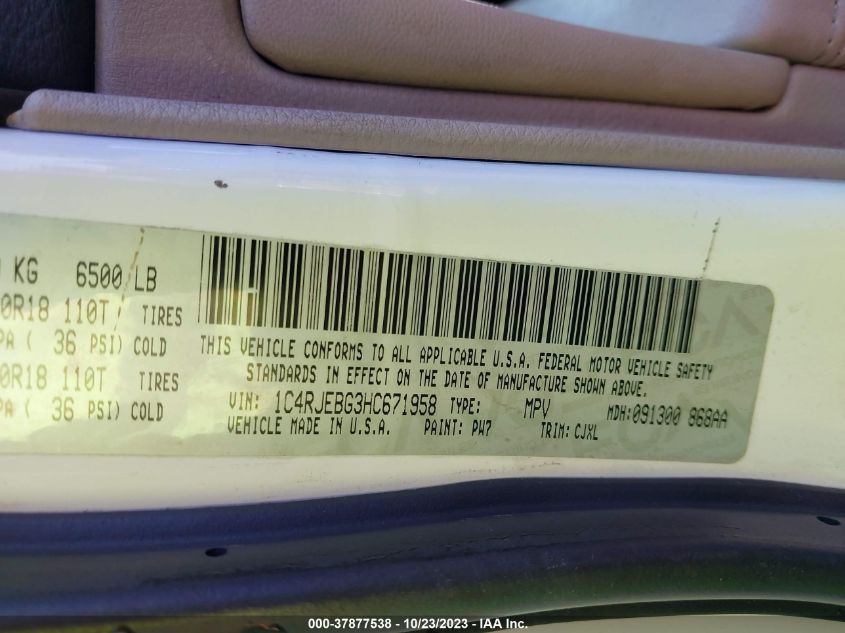 KG 6500 LB
0R18 110T TIRES
PA ( 36 PSI) COLD
0R18 110T TIRES
PA ( 36 PSI) COLD
THIS VEHICLE CONFORMS TO ALL APPLICABLE U.S.A. FEDERAL MOTOR VEHICLE SAFETY
STANDARDS IN EFFECT ON THE DATE OF MANUFACTURE SHOWN ABOVE.
VIN: 1C4RJEBG3HC671958 TYPE: MPV MDH:091300 868AA
VEHICLE MADE IN U.S.A. PAINT: PW7 TRIM: CJXL
000-37877538 - 10/23/2023 - IAA Inc.